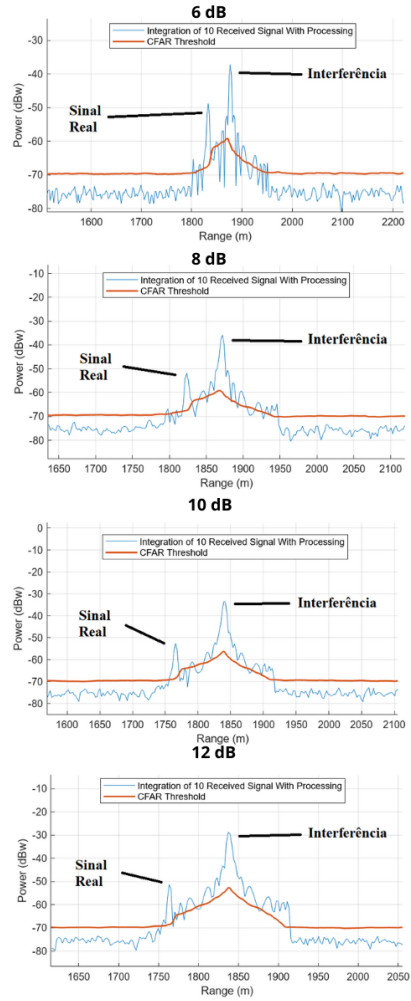 6 dB
Integration of 10 Received Signal With Processing
CFAR Threshold
Interferência
Sinal
Real
Power (dBw)
-30
-40
-50
-60
-70
-80
1600
1700
1800
1900
2000
2100
2200
Range (m)
8 dB
Integration of 10 Received Signal With Processing
CFAR Threshold
Interferência
Sinal
Real
Power (dBw)
-10
-20
-30
-40
-50
-60
-70
-80
1650
1700
1750
1800
1850
1900
1950
2000
2050
2100
Range (m)
10 dB
Integration of 10 Received Signal With Processing
CFAR Threshold
Interferência
Sinal
Real
Power (dBw)
0
-10
-20
-30
-40
-50
-60
-70
-80
1600
1650
1700
1750
1800
1850
1900
1950
2000
2050
2100
Range (m)
12 dB
Integration of 10 Received Signal With Processing
CFAR Threshold
Interferência
Sinal
Real
Power (dBw)
-10
-20
-30
-40
-50
-60
-70
-80
1650
1700
1750
1800
1850
1900
1950
2000
2050
Range (m)